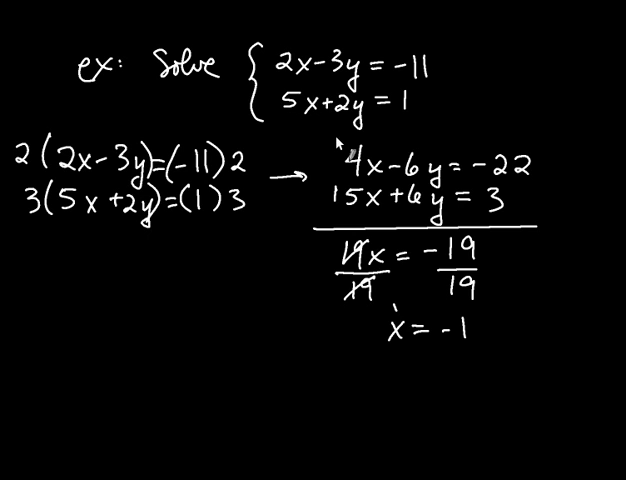 ex: Solve { 2x-3y = -11
5x+2y = 1
2(2x-3y)=(-11)2 → 4x-6y = -22
3(5x+2y)=(1)3 15x+6y = 3
19x = -19
19 19
x = -1